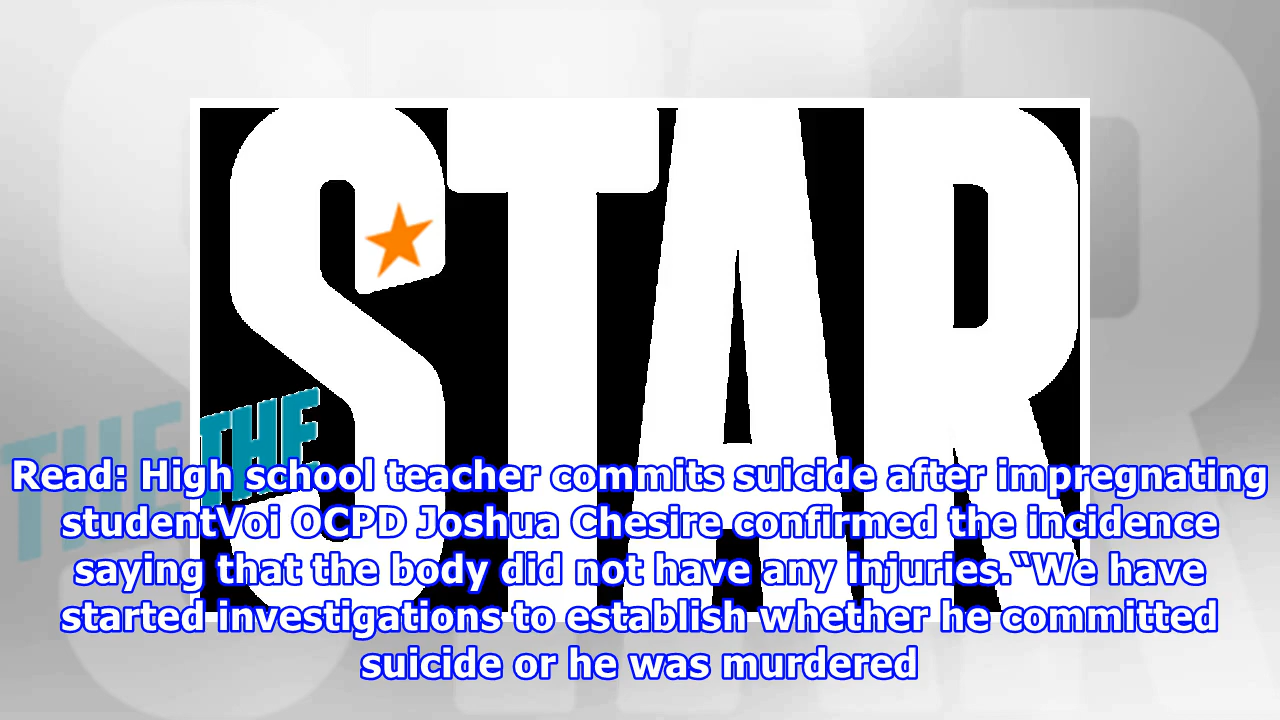 STAR
THE
Read: High school teacher commits suicide after impregnating
studentVoi OCPD Joshua Chesire confirmed the incidence
saying that the body did not have any injuries.“We have
started investigations to establish whether he committed
suicide or he was murdered